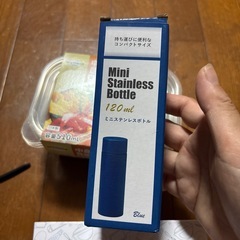 持ち運びに便利な
コンパクトサイズ
Mini
Stainless
Bottle
120ml
ミニステンレスボトル
Blue